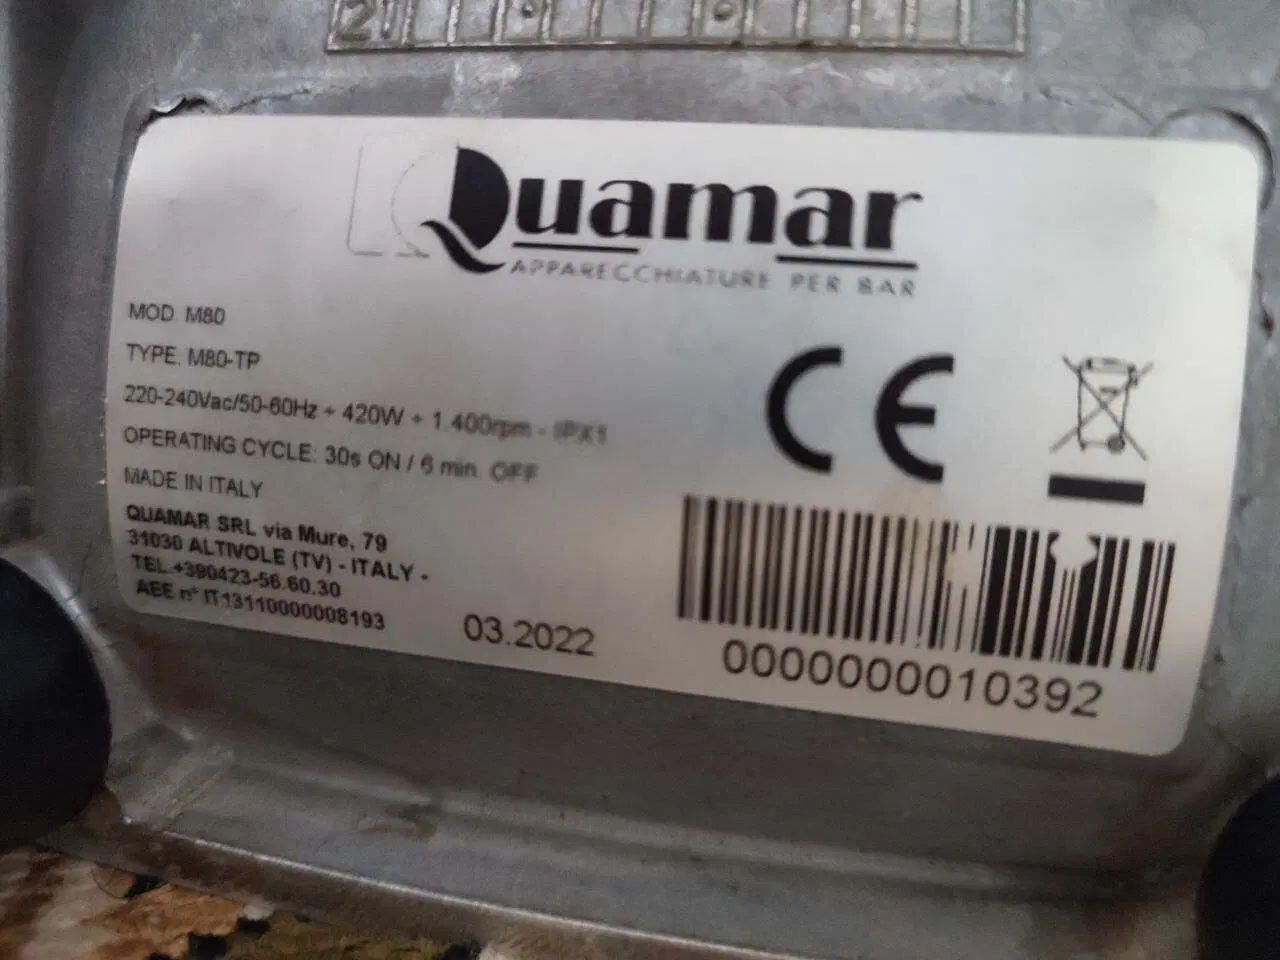 21
Quamar
APPARECCHIATURE PER BAR
MOD. M80
TYPE. M80-TP
220-240Vac/50-60Hz ÷ 420W ÷ 1.400rpm - IPX1
OPERATING CYCLE: 30s ON / 6 min. OFF
MADE IN ITALY
QUAMAR SRL via Mure, 79
31030 ALTIVOLE (TV) - ITALY -
TEL.+390423-56.60.30
AEE n° IT13110000008193
03.2022
CE
0000000010392